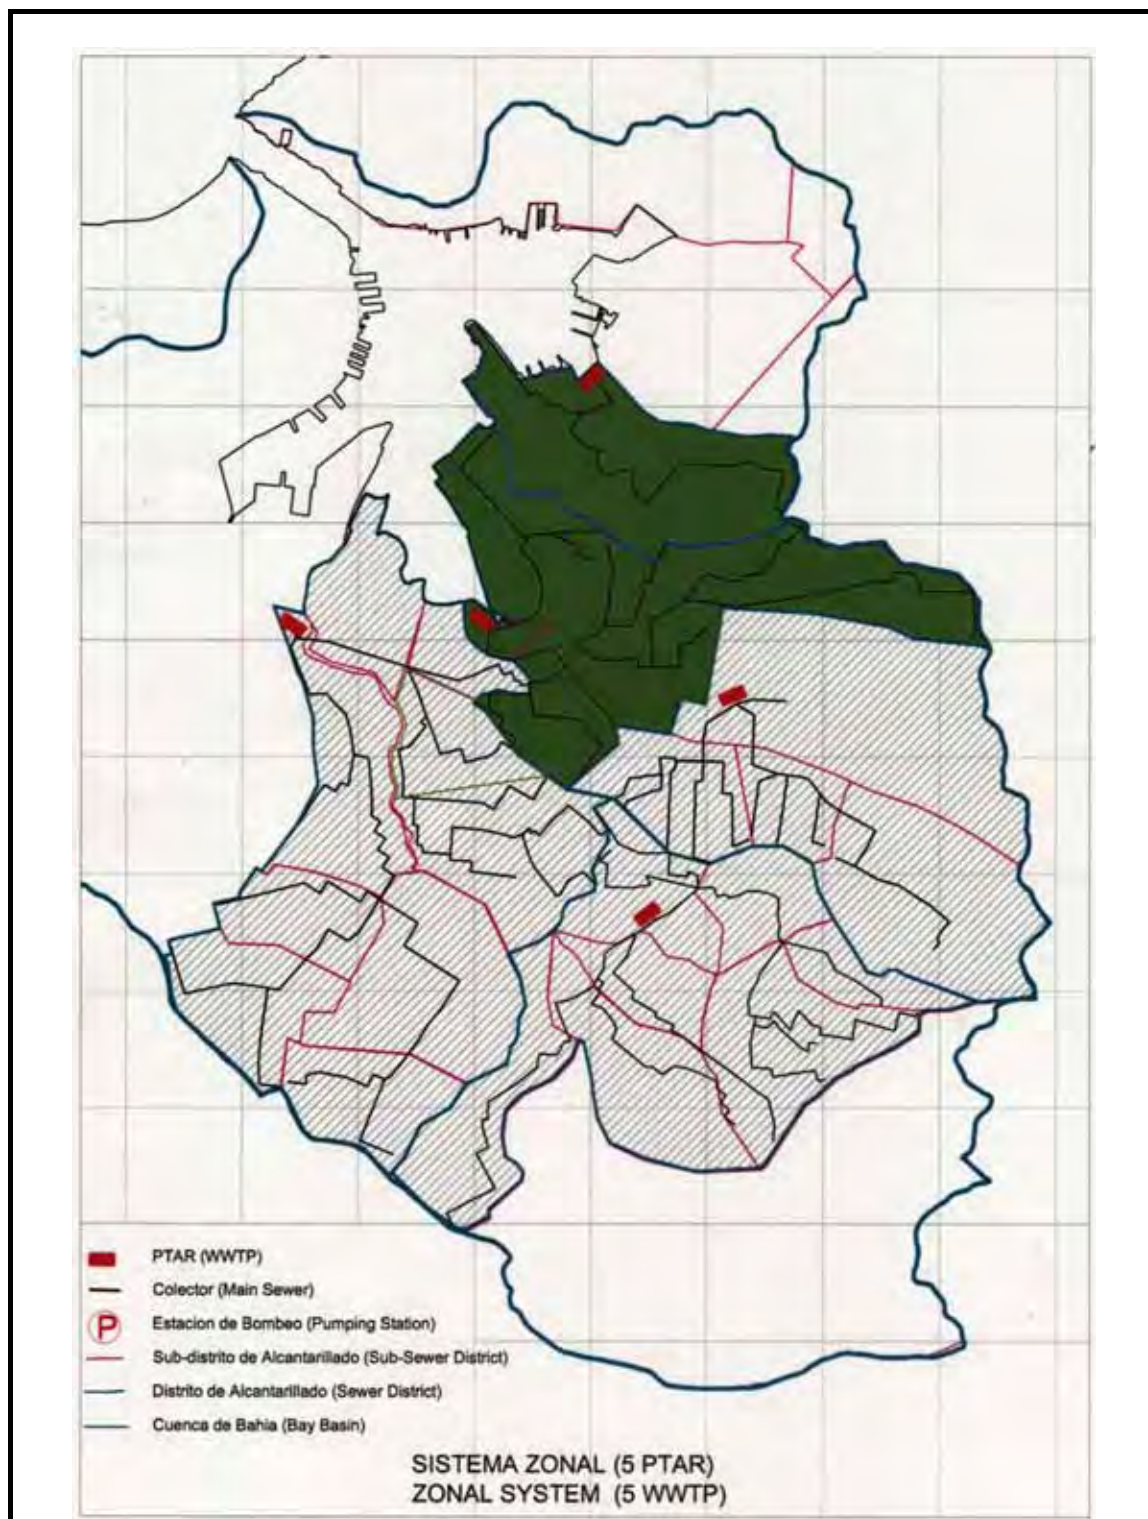 PTAR (WWTP)
Colector (Main Sewer)
P
Estacion de Bombeo (Pumping Station)
Sub-distrito de Alcantarillado (Sub-Sewer District)
Distrito de Alcantarillado (Sewer District)
Cuenca de Bahia (Bay Basin)
SISTEMA ZONAL (5 PTAR)
ZONAL SYSTEM (5 WWTP)